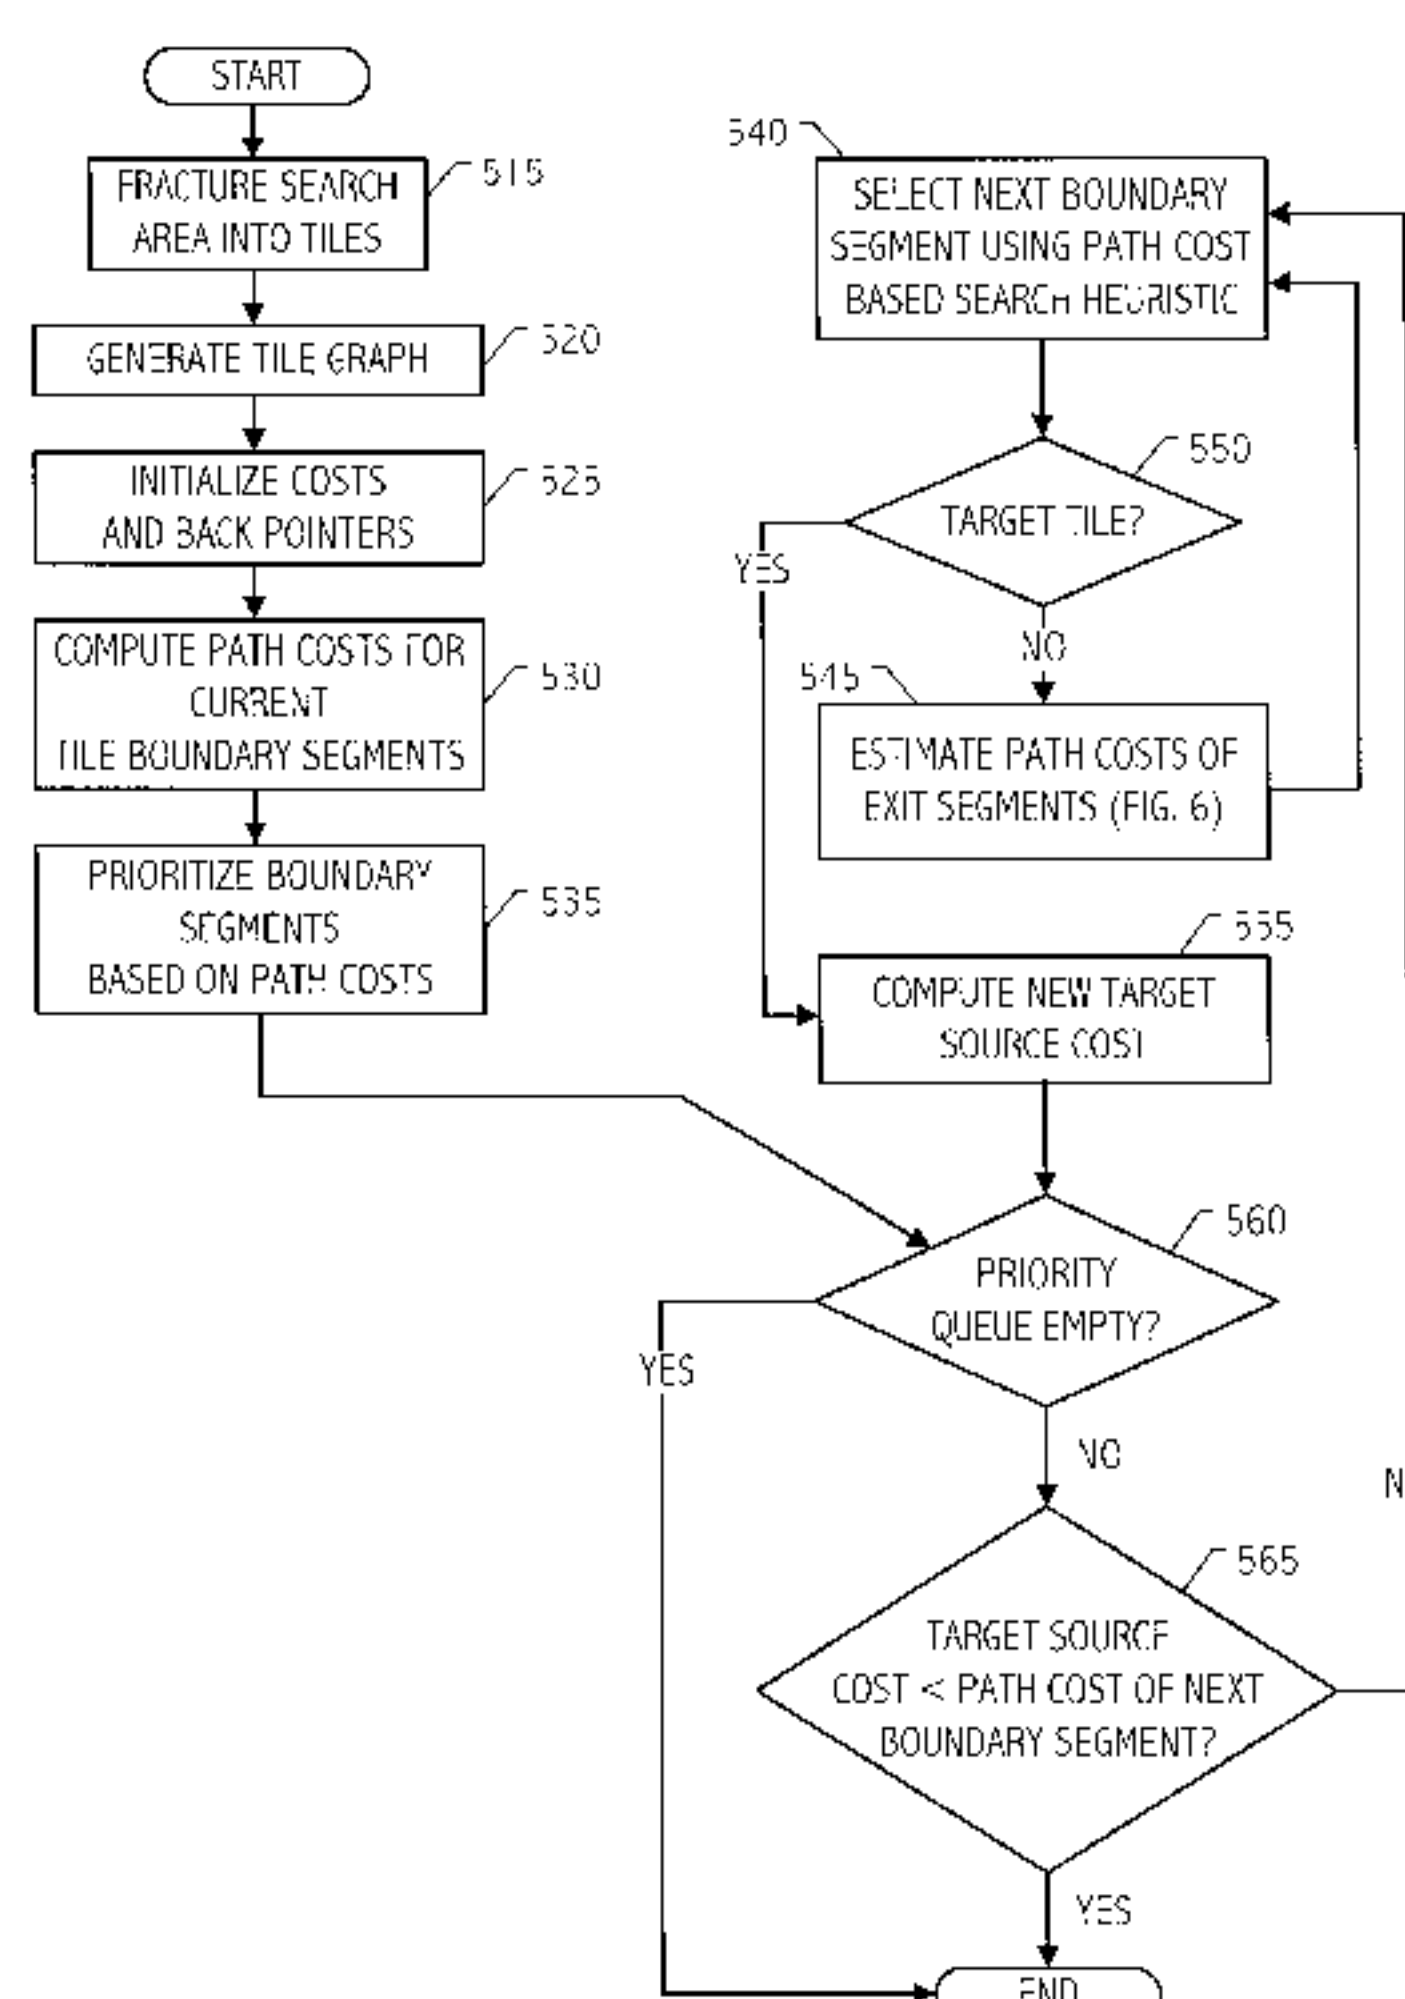 START
FRACTURE SEARCH
AREA INTO TILES
515
GENERATE TILE GRAPH
520
INITIALIZE COSTS
AND BACK POINTERS
525
COMPUTE PATH COSTS FOR
CURRENT
TILE BOUNDARY SEGMENTS
530
PRIORITIZE BOUNDARY
SEGMENTS
BASED ON PATH COSTS
535
540
SELECT NEXT BOUNDARY
SEGMENT USING PATH COST
BASED SEARCH HEURISTIC
550
TARGET TILE?
YES
NO
545
ESTIMATE PATH COSTS OF
EXIT SEGMENTS (FIG. 6)
555
COMPUTE NEW TARGET
SOURCE COST
560
PRIORITY
QUEUE EMPTY?
YES
NO
565
TARGET SOURCE
COST < PATH COST OF NEXT
BOUNDARY SEGMENT?
YES
END